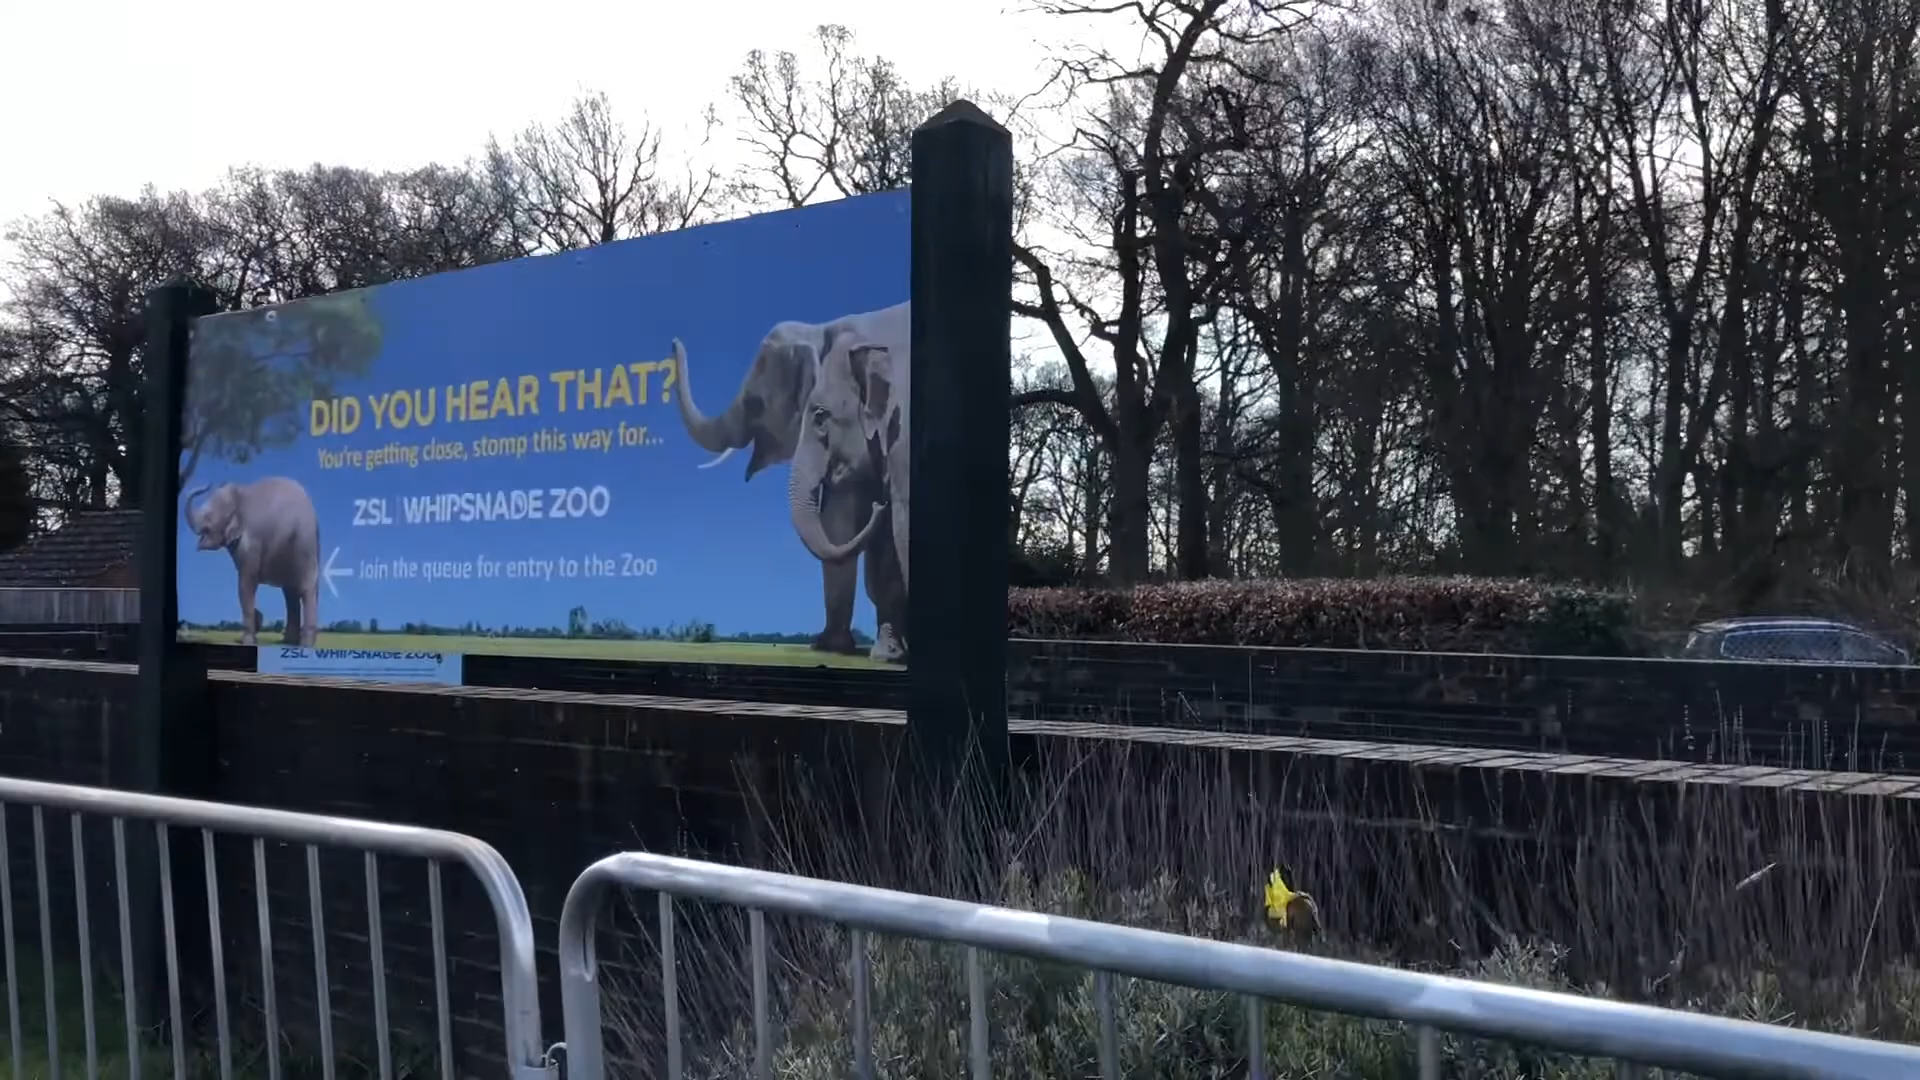 DID YOU HEAR THAT?
You're getting close, stomp this way for...
ZSL | WHIPSNADE ZOO
← Join the queue for entry to the Zoo
ZSL WHIPSNADE ZOO